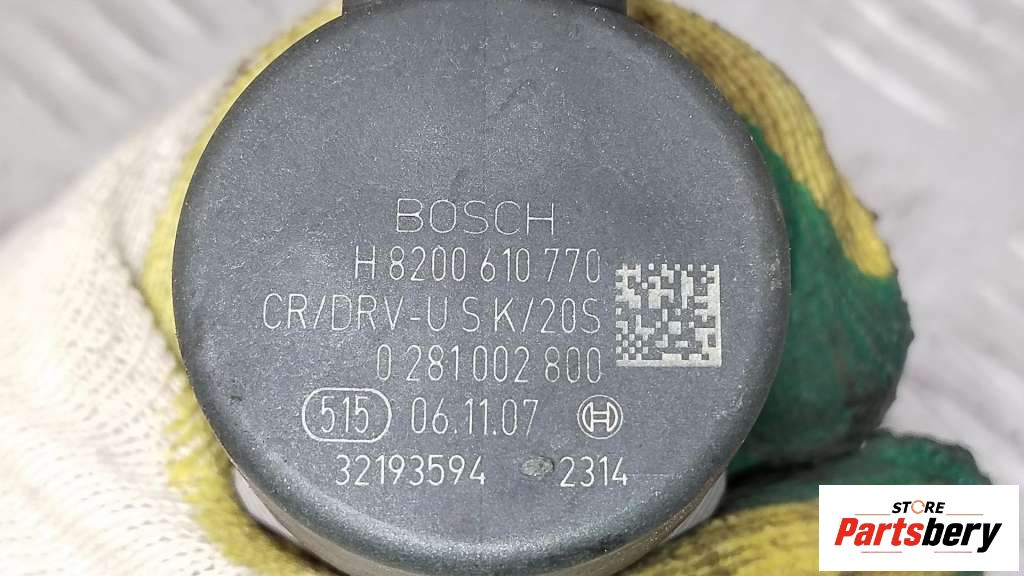 BOSCH
H 8200 610 770
CR/DRV-U S K/20S
0 281 002 800
515 06.11.07
32193594 2314
STORE
Partsbery